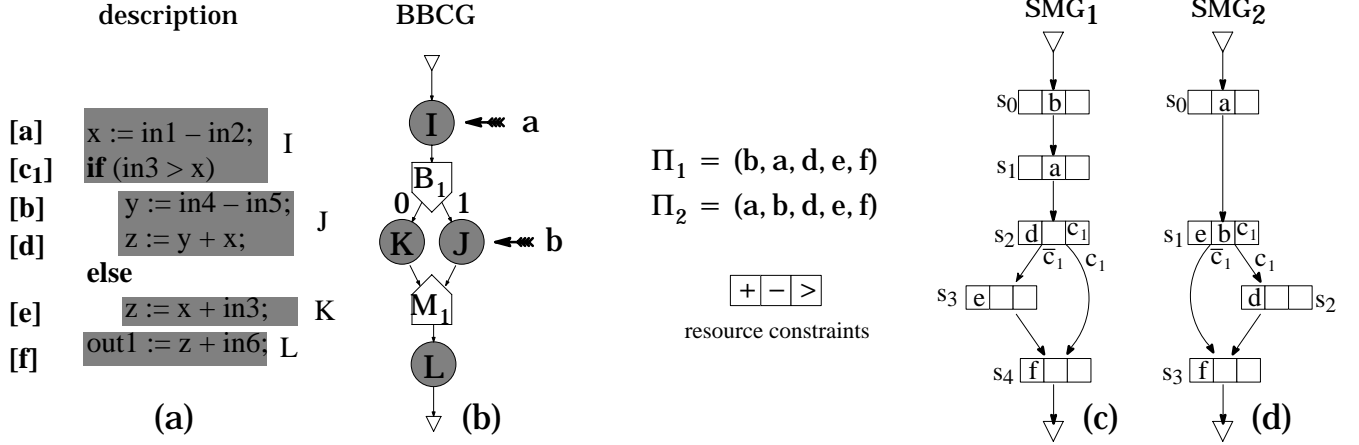 description
[a] x := in1 – in2;
[c₁] if (in3 > x)
I
[b] y := in4 – in5;
[d] z := y + x;
J
else
[e] z := x + in3;
K
[f] out1 := z + in6;
L
(a)
BBCG
I
a
B₁
0 1
K J
b
M₁
L
(b)
Π₁ = (b, a, d, e, f)
Π₂ = (a, b, d, e, f)
+ − >
resource constraints
SMG₁
s₀ b
s₁ a
s₂ d c₁
c̅₁ c₁
s₃ e
s₄ f
(c)
SMG₂
s₀ a
s₁ e b c₁
c̅₁ c₁
d s₂
s₃ f
(d)